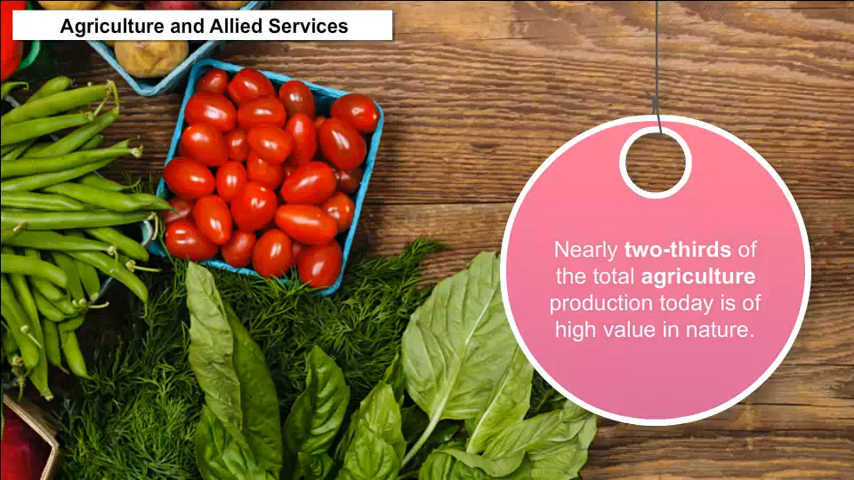 Agriculture and Allied Services
Nearly two-thirds of
the total agriculture
production today is of
high value in nature.